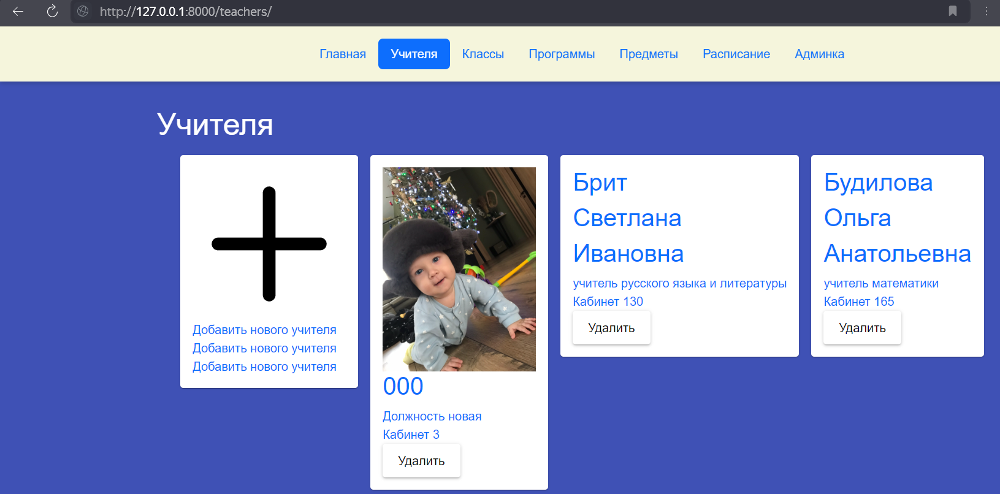 http://127.0.0.1:8000/teachers/
Главная Учителя Классы Программы Предметы Расписание Админка
Учителя
Добавить нового учителя
Добавить нового учителя
Добавить нового учителя
000
Должность новая
Кабинет 3
Удалить
Брит
Светлана
Ивановна
учитель русского языка и литературы
Кабинет 130
Удалить
Будилова
Ольга
Анатольевна
учитель математики
Кабинет 165
Удалить